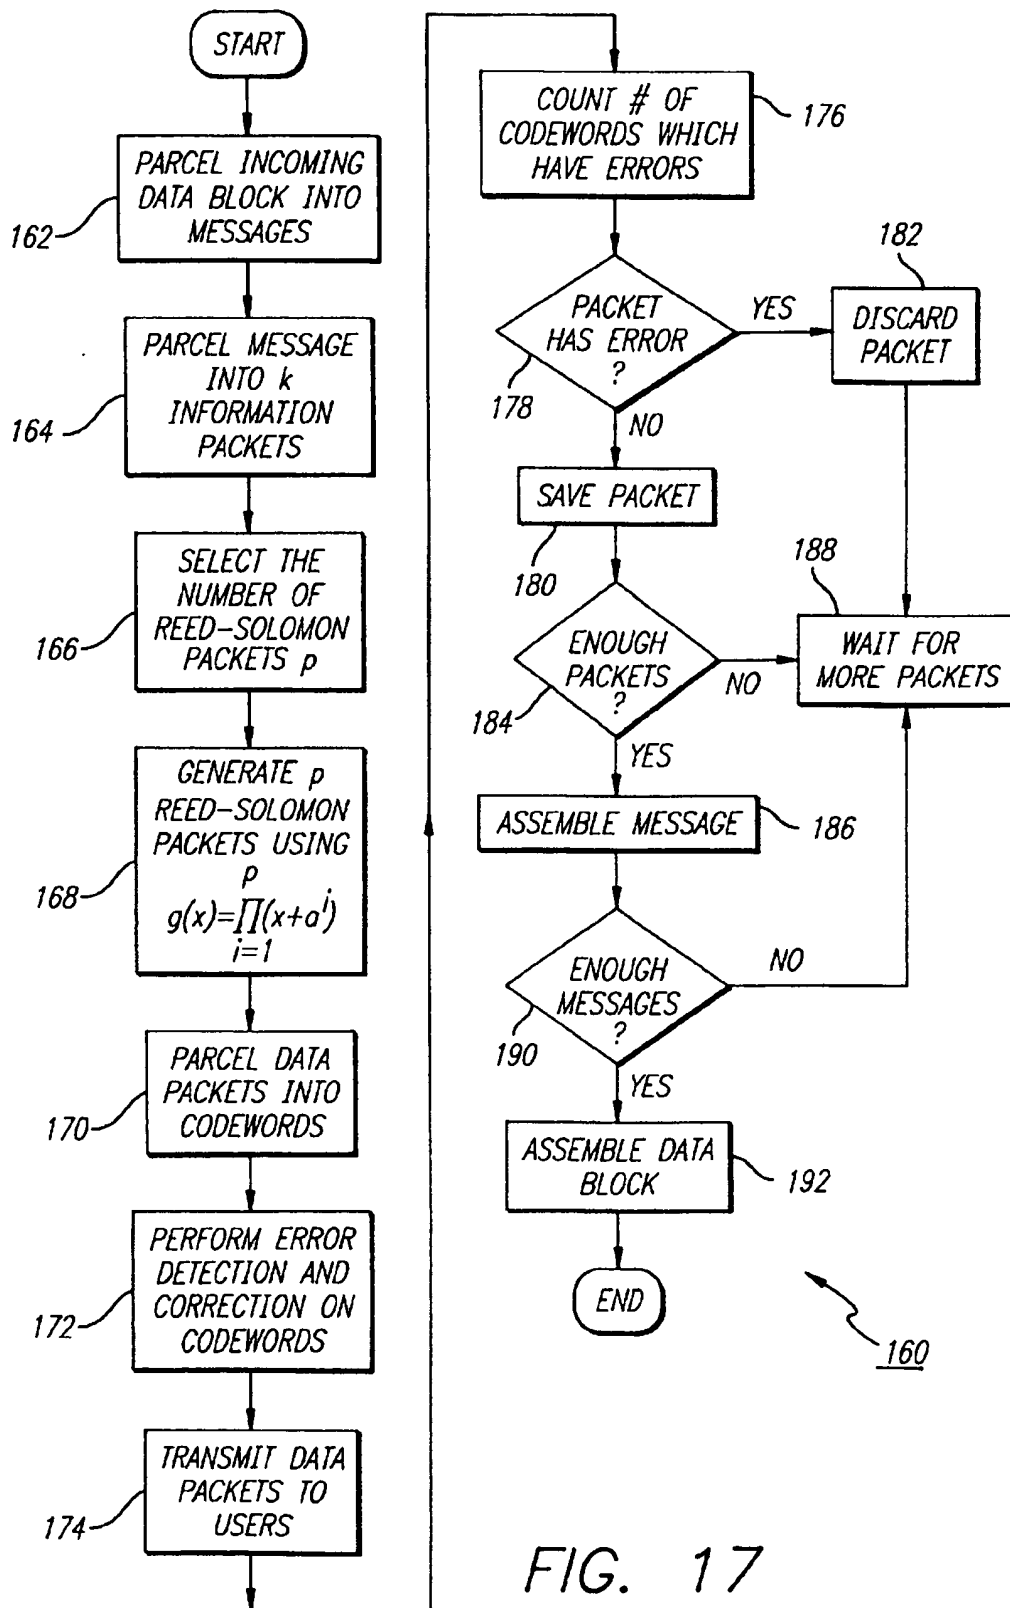 START
PARCEL INCOMING
DATA BLOCK INTO
MESSAGES
162
PARCEL MESSAGE
INTO k
INFORMATION
PACKETS
164
SELECT THE
NUMBER OF
REED-SOLOMON
PACKETS p
166
GENERATE p
REED-SOLOMON
PACKETS USING
p
g(x)=∏(x+aⁱ)
i=1
168
PARCEL DATA
PACKETS INTO
CODEWORDS
170
PERFORM ERROR
DETECTION AND
CORRECTION ON
CODEWORDS
172
TRANSMIT DATA
PACKETS TO
USERS
174
COUNT # OF
CODEWORDS WHICH
HAVE ERRORS
176
PACKET
HAS ERROR
?
178
YES
182
DISCARD
PACKET
NO
SAVE PACKET
180
ENOUGH
PACKETS
?
184
NO
188
WAIT FOR
MORE PACKETS
YES
ASSEMBLE MESSAGE
186
ENOUGH
MESSAGES
?
190
NO
YES
ASSEMBLE DATA
BLOCK
192
END
160
FIG. 17